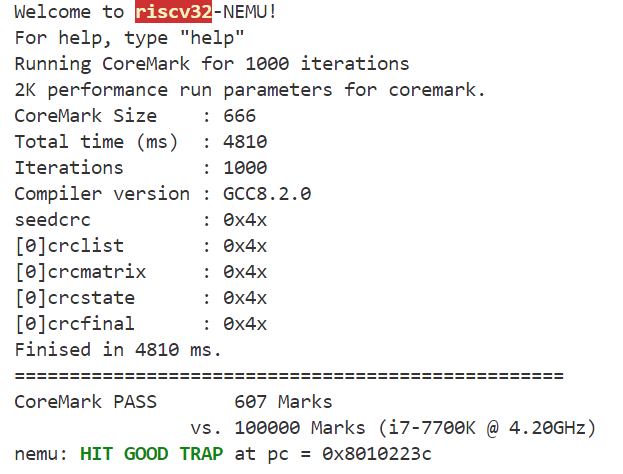 Welcome to riscv32-NEMU!
For help, type "help"
Running CoreMark for 1000 iterations
2K performance run parameters for coremark.
CoreMark Size    : 666
Total time (ms)  : 4810
Iterations       : 1000
Compiler version : GCC8.2.0
seedcrc          : 0x4x
[0]crclist       : 0x4x
[0]crcmatrix     : 0x4x
[0]crcstate      : 0x4x
[0]crcfinal      : 0x4x
Finised in 4810 ms.
==================================================
CoreMark PASS       607 Marks
                vs. 100000 Marks (i7-7700K @ 4.20GHz)
nemu: HIT GOOD TRAP at pc = 0x8010223c